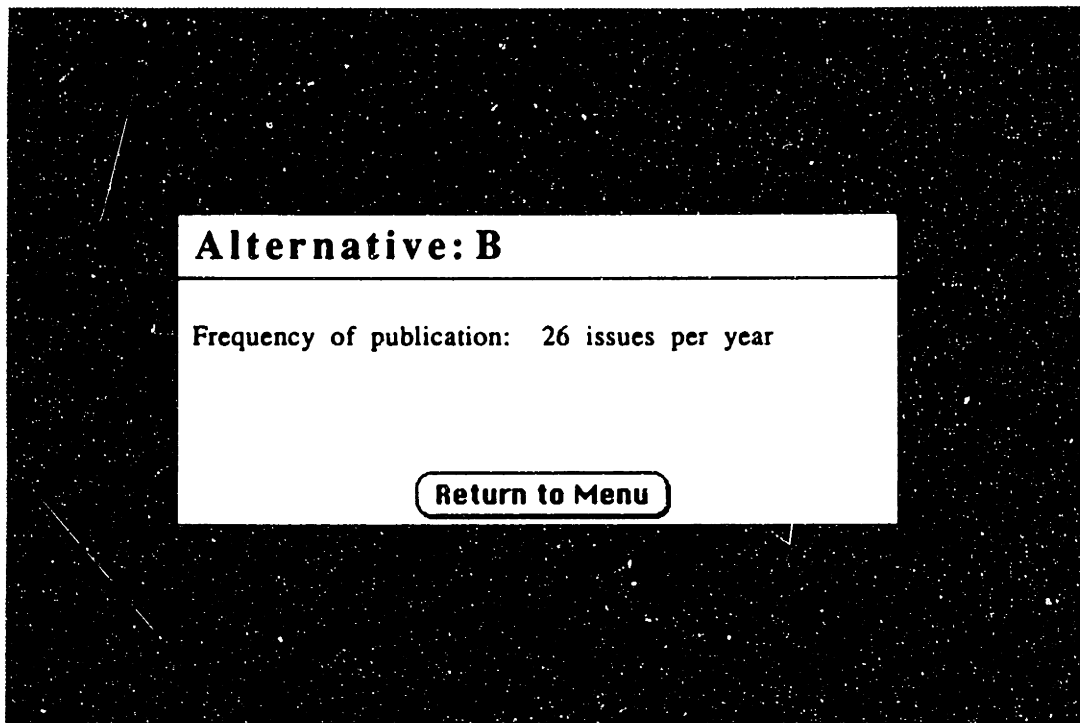 Alternative: B
Frequency of publication: 26 issues per year
Return to Menu